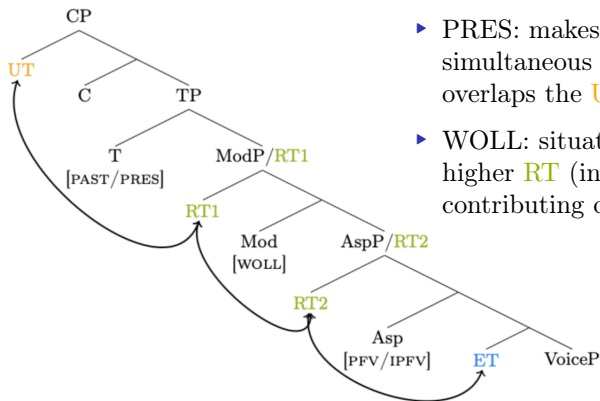 CP
▸ PRES: makes
simultaneous
overlaps the U
UT
C
TP
▸ WOLL: situat
higher RT (in
contributing o
T
[PAST/PRES]
ModP/RT1
RT1
Mod
[WOLL]
AspP/RT2
RT2
Asp
[PFV/IPFV]
ET
VoiceP